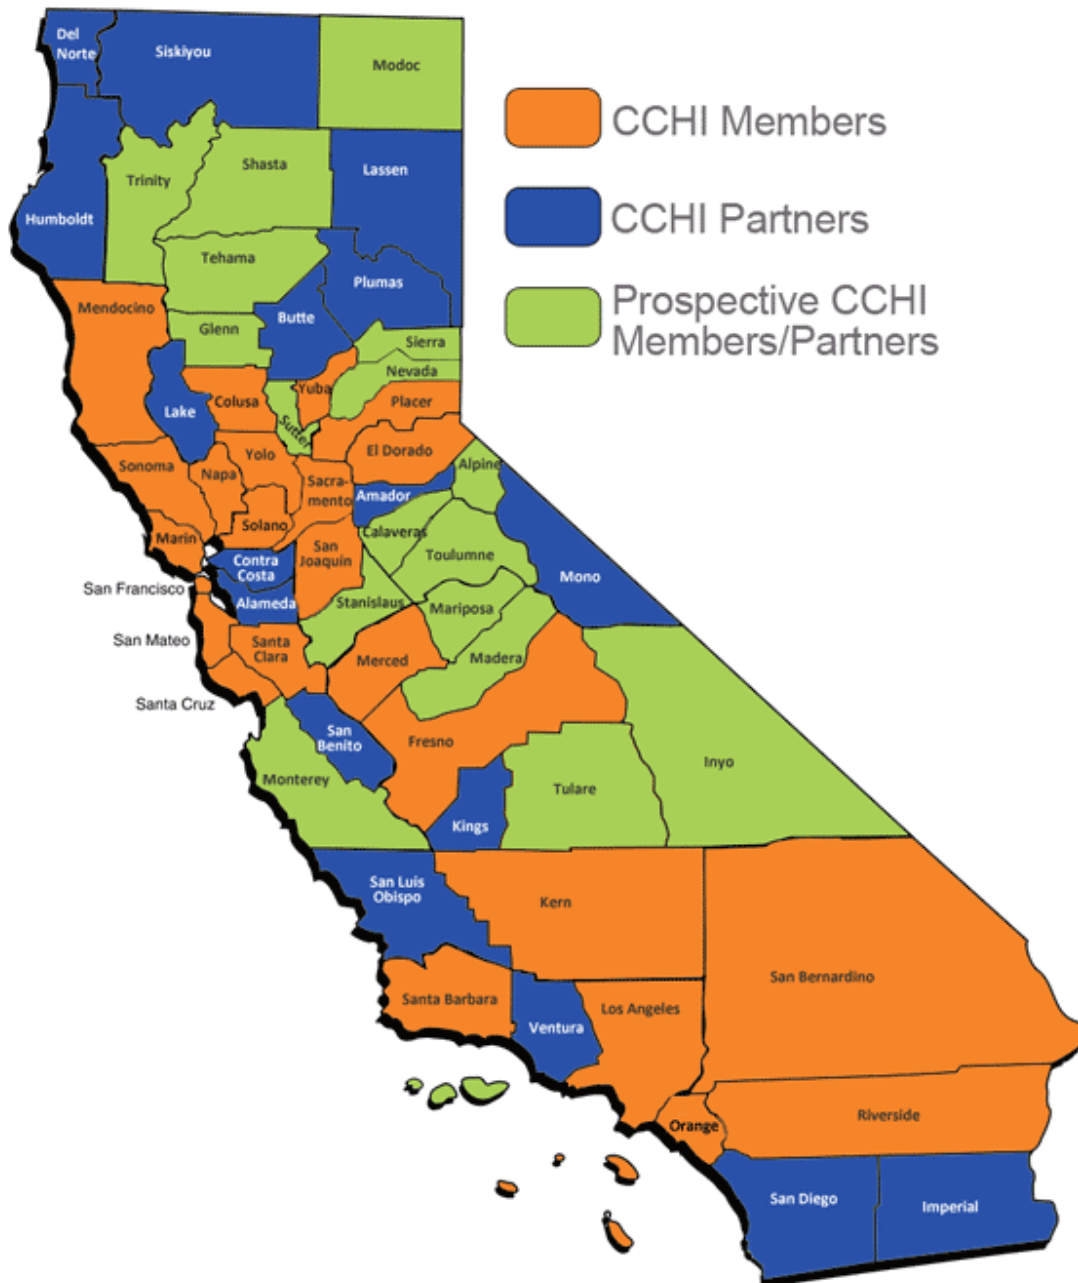 Del
Norte
Siskiyou
Modoc
CCHI Members
Trinity
Shasta
Lassen
Humboldt
CCHI Partners
Tehama
Plumas
Mendocino
Glenn
Butte
Prospective CCHI
Members/Partners
Sierra
Nevada
Lake
Colusa
Yuba
Placer
Sutter
Sonoma
Napa
Yolo
El Dorado
Alpine
Sacra-
mento
Amador
Marin
Solano
Calaveras
San
Joaquin
Toulumne
Contra
Costa
Mono
San Francisco
Alameda
Stanislaus
Mariposa
San Mateo
Santa
Clara
Merced
Madera
Santa Cruz
San
Benito
Fresno
Inyo
Monterey
Tulare
Kings
San Luis
Obispo
Kern
San Bernardino
Santa Barbara
Ventura
Los Angeles
Orange
Riverside
San Diego
Imperial